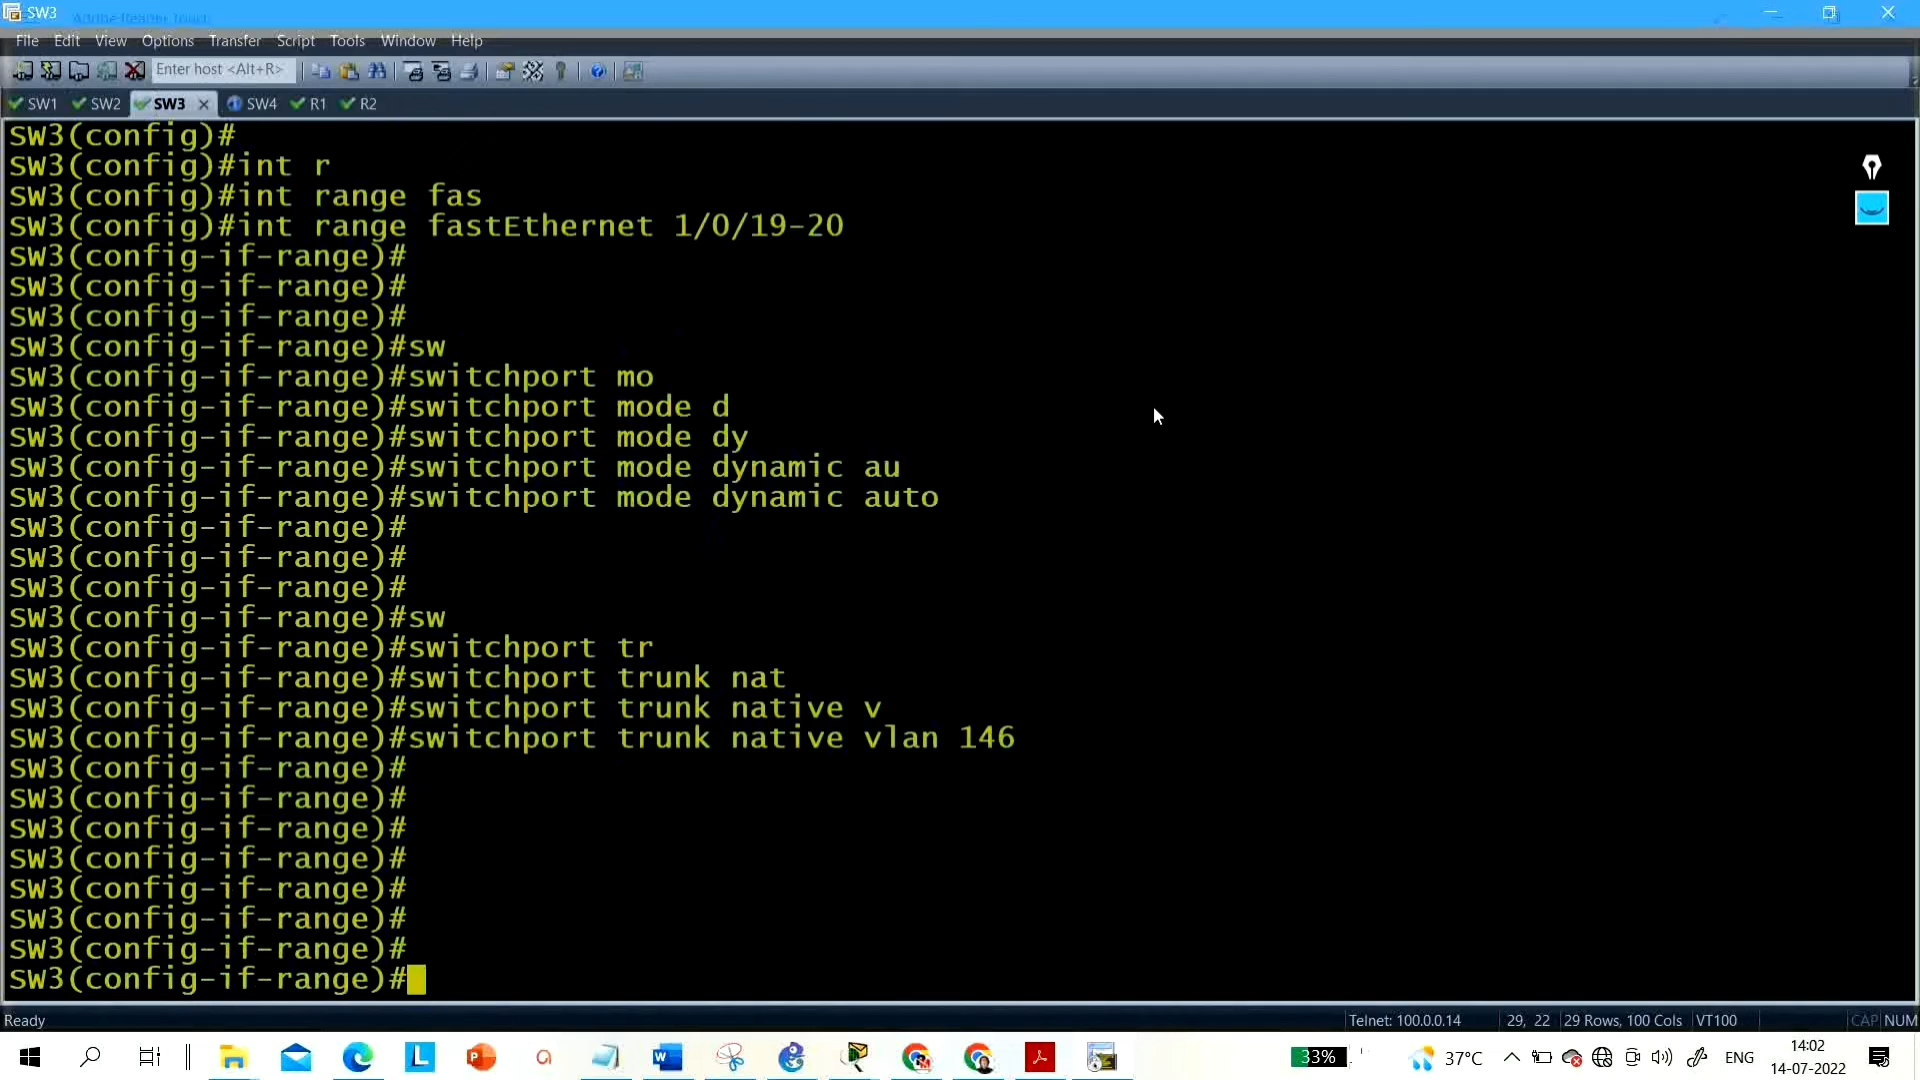 SW3
File Edit View Options Transfer Script Tools Window Help
Enter host <Alt+R>
SW1 SW2 SW3 SW4 R1 R2
SW3(config)#
SW3(config)#int r
SW3(config)#int range fas
SW3(config)#int range fastEthernet 1/0/19-20
SW3(config-if-range)#
SW3(config-if-range)#
SW3(config-if-range)#
SW3(config-if-range)#sw
SW3(config-if-range)#switchport mo
SW3(config-if-range)#switchport mode d
SW3(config-if-range)#switchport mode dy
SW3(config-if-range)#switchport mode dynamic au
SW3(config-if-range)#switchport mode dynamic auto
SW3(config-if-range)#
SW3(config-if-range)#
SW3(config-if-range)#
SW3(config-if-range)#sw
SW3(config-if-range)#switchport tr
SW3(config-if-range)#switchport trunk nat
SW3(config-if-range)#switchport trunk native v
SW3(config-if-range)#switchport trunk native vlan 146
SW3(config-if-range)#
SW3(config-if-range)#
SW3(config-if-range)#
SW3(config-if-range)#
SW3(config-if-range)#
SW3(config-if-range)#
SW3(config-if-range)#
SW3(config-if-range)#
Ready Telnet: 100.0.0.14 29, 22 29 Rows, 100 Cols VT100 CAP NUM
33% 37°C ENG 14:02
14-07-2022